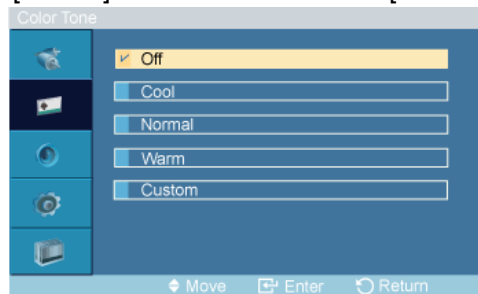 Color Tone
Off
Cool
Normal
Warm
Custom
Move Enter Return